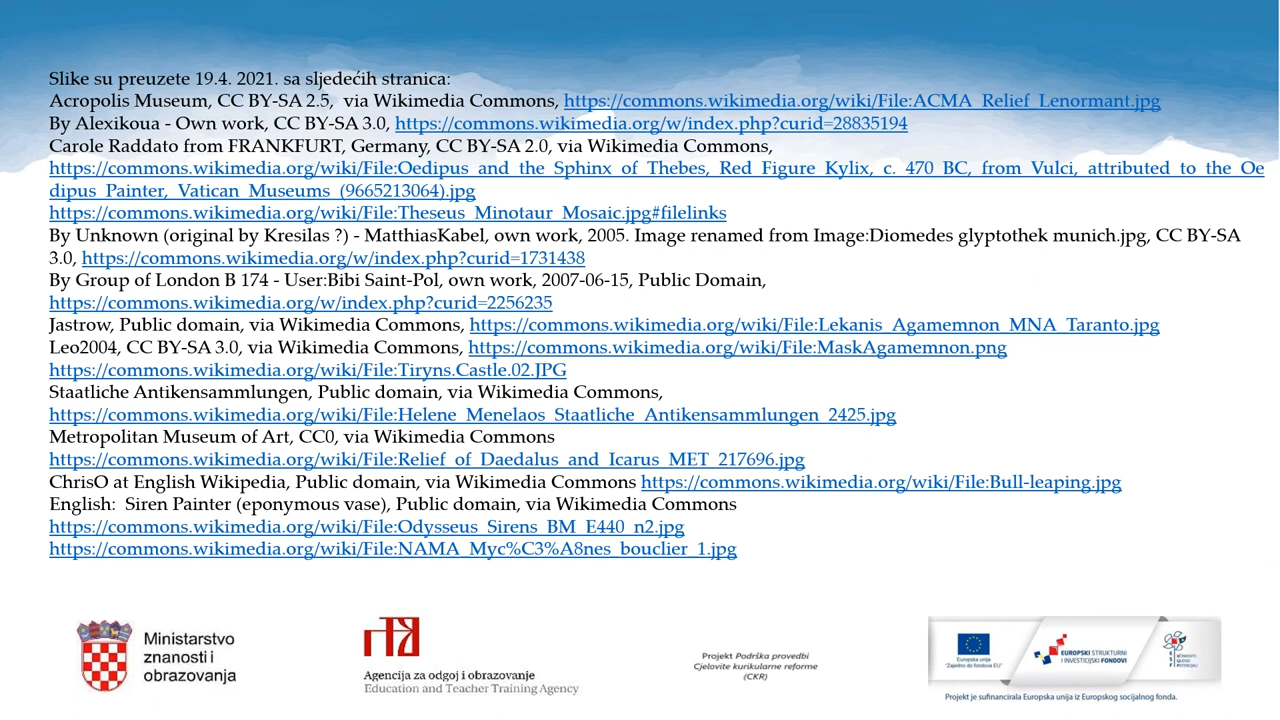 Slike su preuzete 19.4. 2021. sa sljedećih stranica:
Acropolis Museum, CC BY-SA 2.5,  via Wikimedia Commons, https://commons.wikimedia.org/wiki/File:ACMA_Relief_Lenormant.jpg
By Alexikoua - Own work, CC BY-SA 3.0, https://commons.wikimedia.org/w/index.php?curid=28835194
Carole Raddato from FRANKFURT, Germany, CC BY-SA 2.0, via Wikimedia Commons,
https://commons.wikimedia.org/wiki/File:Oedipus_and_the_Sphinx_of_Thebes,_Red_Figure_Kylix,_c._470_BC,_from_Vulci,_attributed_to_the_Oe
dipus_Painter,_Vatican_Museums_(9665213064).jpg
https://commons.wikimedia.org/wiki/File:Theseus_Minotaur_Mosaic.jpg#filelinks
By Unknown (original by Kresilas ?) - MatthiasKabel, own work, 2005. Image renamed from Image:Diomedes glyptothek munich.jpg, CC BY-SA
3.0, https://commons.wikimedia.org/w/index.php?curid=1731438
By Group of London B 174 - User:Bibi Saint-Pol, own work, 2007-06-15, Public Domain,
https://commons.wikimedia.org/w/index.php?curid=2256235
Jastrow, Public domain, via Wikimedia Commons, https://commons.wikimedia.org/wiki/File:Lekanis_Agamemnon_MNA_Taranto.jpg
Leo2004, CC BY-SA 3.0, via Wikimedia Commons, https://commons.wikimedia.org/wiki/File:MaskAgamemnon.png
https://commons.wikimedia.org/wiki/File:Tiryns.Castle.02.JPG
Staatliche Antikensammlungen, Public domain, via Wikimedia Commons,
https://commons.wikimedia.org/wiki/File:Helene_Menelaos_Staatliche_Antikensammlungen_2425.jpg
Metropolitan Museum of Art, CC0, via Wikimedia Commons
https://commons.wikimedia.org/wiki/File:Relief_of_Daedalus_and_Icarus_MET_217696.jpg
ChrisO at English Wikipedia, Public domain, via Wikimedia Commons https://commons.wikimedia.org/wiki/File:Bull-leaping.jpg
English:  Siren Painter (eponymous vase), Public domain, via Wikimedia Commons
https://commons.wikimedia.org/wiki/File:Odysseus_Sirens_BM_E440_n2.jpg
https://commons.wikimedia.org/wiki/File:NAMA_Myc%C3%A8nes_bouclier_1.jpg
Ministarstvo
znanosti i
obrazovanja
Agencija za odgoj i obrazovanje
Education and Teacher Training Agency
Projekt Podrška provedbi
Cjelovite kurikularne reforme
(CKR)
Europska unija
"Zajedno do fondova EU"
EUROPSKI STRUKTURNI
I INVESTICIJSKI FONDOVI
Projekt je sufinancirala Europska unija iz Europskog socijalnog fonda.